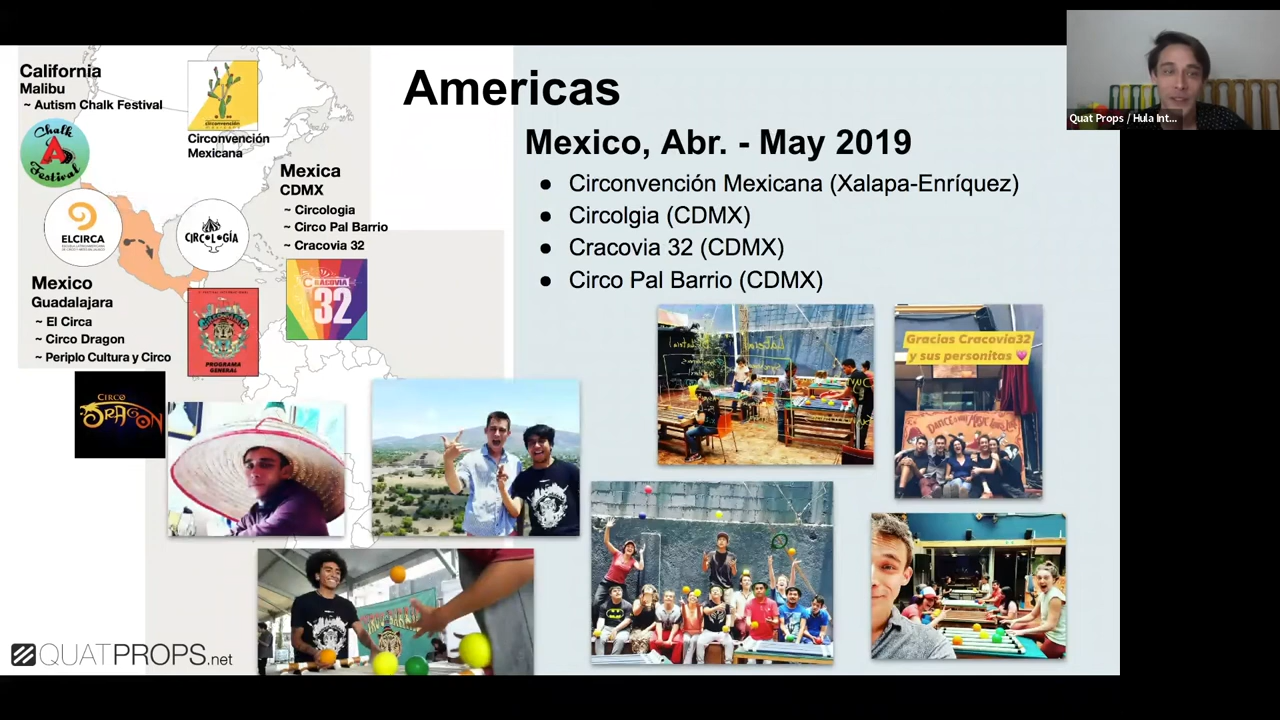 Americas
Mexico, Abr. - May 2019
● Circonvención Mexicana (Xalapa-Enríquez)
● Circolgia (CDMX)
● Cracovia 32 (CDMX)
● Circo Pal Barrio (CDMX)
California
Malibu
~ Autism Chalk Festival
Chalk
A
Festival
Circonvención
Mexicana
Mexica
CDMX
~ Circologia
~ Circo Pal Barrio
~ Cracovia 32
ELCIRCA
CIRCOLOGÍA
CRACOVIA
32
Mexico
Guadalajara
~ El Circa
~ Circo Dragon
~ Periplo Cultura y Circo
PROGRAMA
GENERAL
CIRCO
DRAGON
Gracias Cracovia32
y sus personitas
QUATPROPS.net
Quat Props / Hula Int...